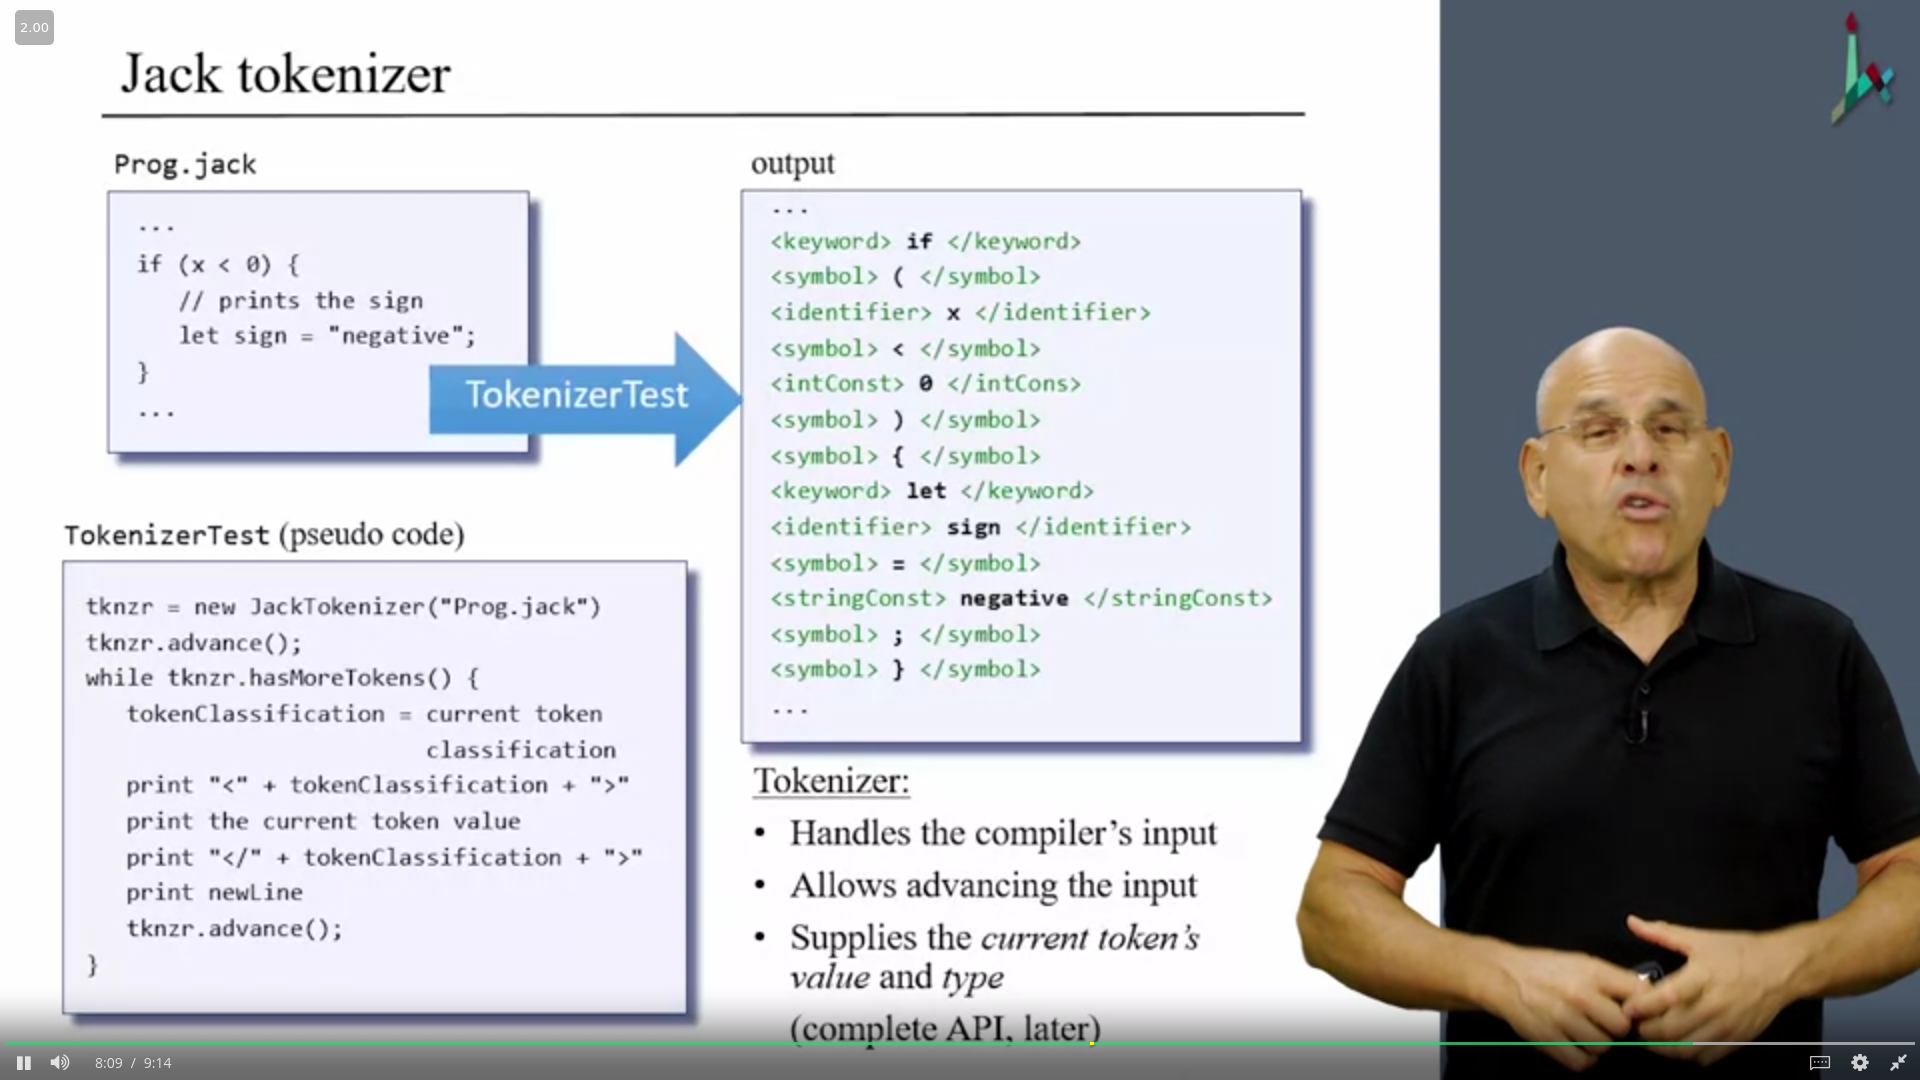 2.00
Jack tokenizer
Prog.jack
...
if (x < 0) {
// prints the sign
let sign = "negative";
}
...
TokenizerTest
output
...
<keyword> if </keyword>
<symbol> ( </symbol>
<identifier> x </identifier>
<symbol> < </symbol>
<intConst> 0 </intCons>
<symbol> ) </symbol>
<symbol> { </symbol>
<keyword> let </keyword>
<identifier> sign </identifier>
<symbol> = </symbol>
<stringConst> negative </stringConst>
<symbol> ; </symbol>
<symbol> } </symbol>
...
TokenizerTest (pseudo code)
tknzr = new JackTokenizer("Prog.jack")
tknzr.advance();
while tknzr.hasMoreTokens() {
tokenClassification = current token
classification
print "<" + tokenClassification + ">"
print the current token value
print "</" + tokenClassification + ">"
print newLine
tknzr.advance();
}
Tokenizer:
• Handles the compiler’s input
• Allows advancing the input
• Supplies the current token’s
value and type
(complete API, later)
8:09 / 9:14